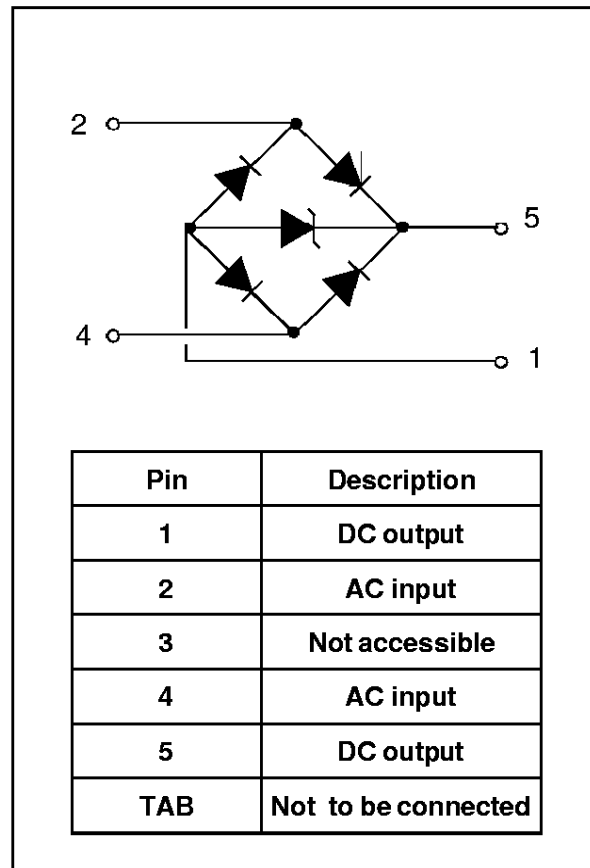 2
5
4
1
Pin Description
1 DC output
2 AC input
3 Not accessible
4 AC input
5 DC output
TAB Not to be connected